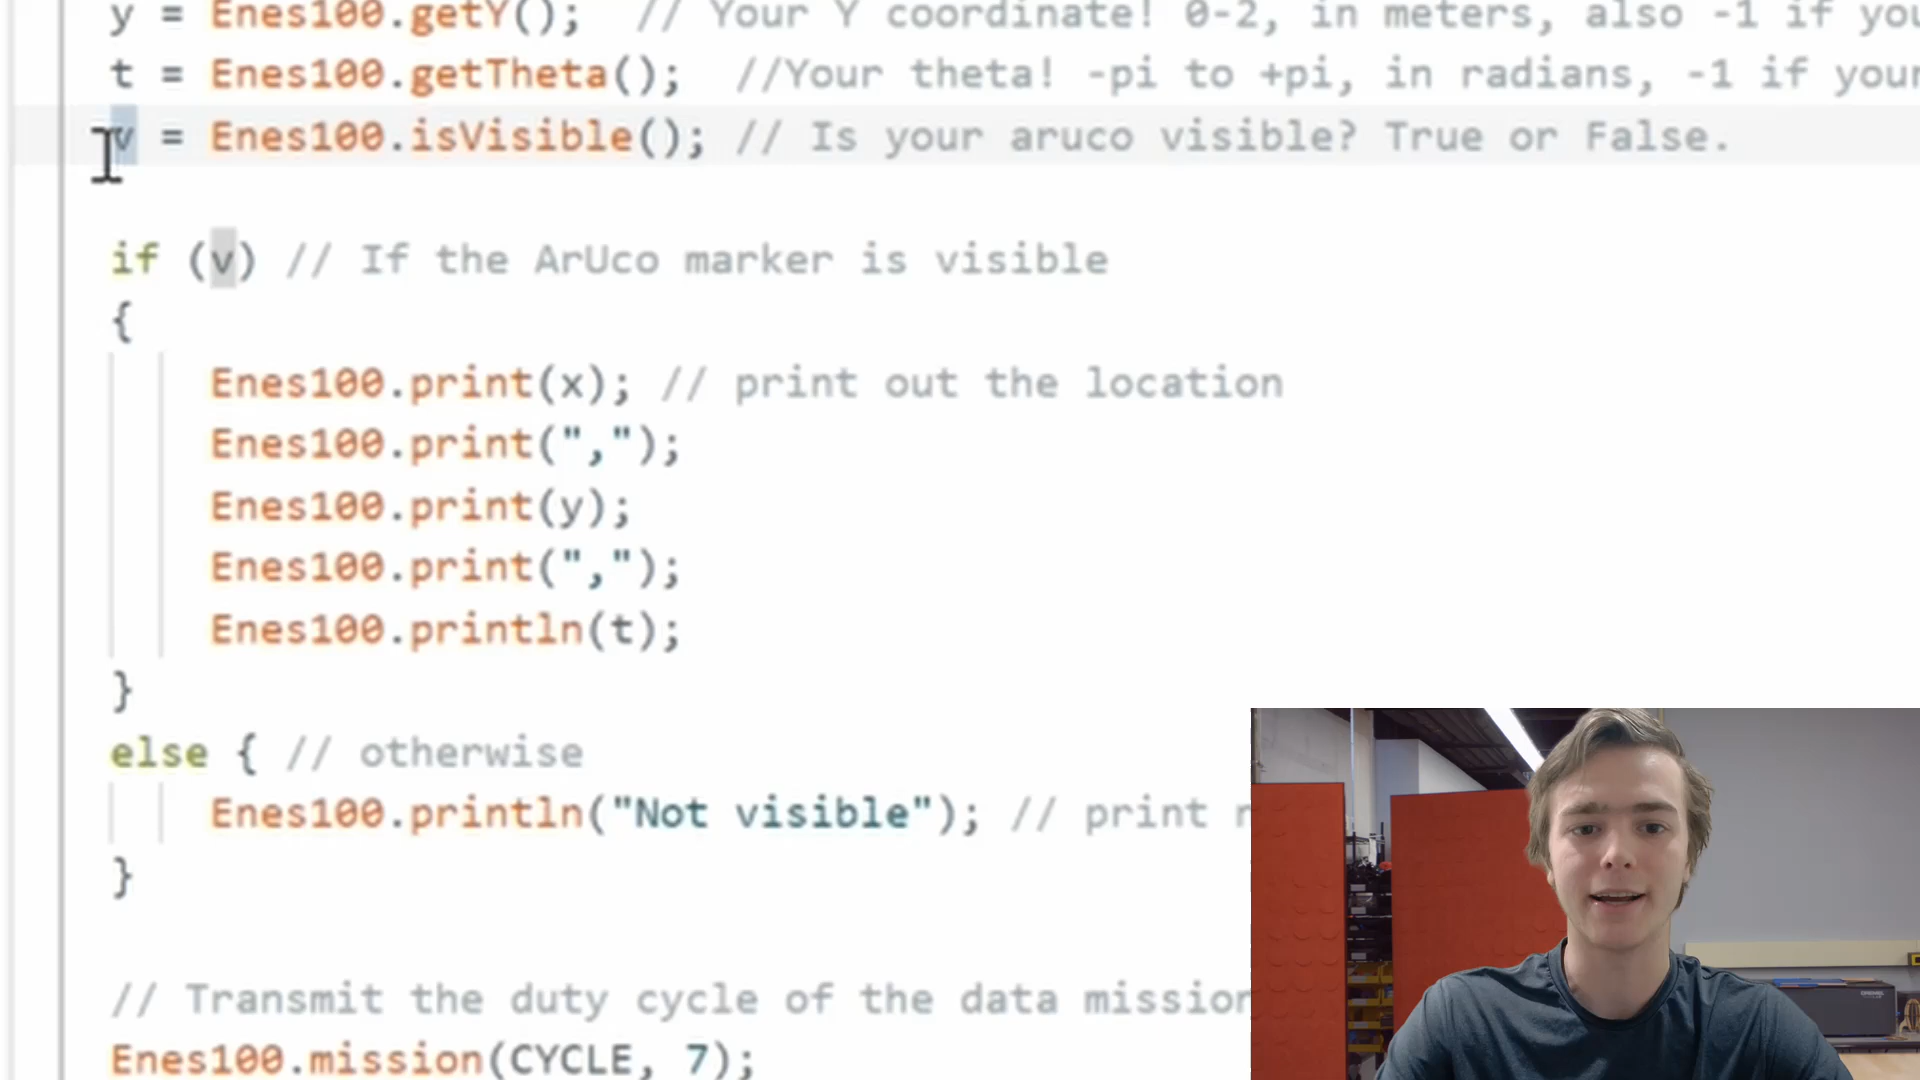 y = Enes100.getY();  // Your Y coordinate! 0-2, in meters, also -1 if you
t = Enes100.getTheta();  //Your theta! -pi to +pi, in radians, -1 if your
v = Enes100.isVisible(); // Is your aruco visible? True or False.
if (v) // If the ArUco marker is visible
{
Enes100.print(x); // print out the location
Enes100.print(",");
Enes100.print(y);
Enes100.print(",");
Enes100.println(t);
}
else { // otherwise
Enes100.println("Not visible"); // print
}
// Transmit the duty cycle of the data mission
Enes100.mission(CYCLE, 7);